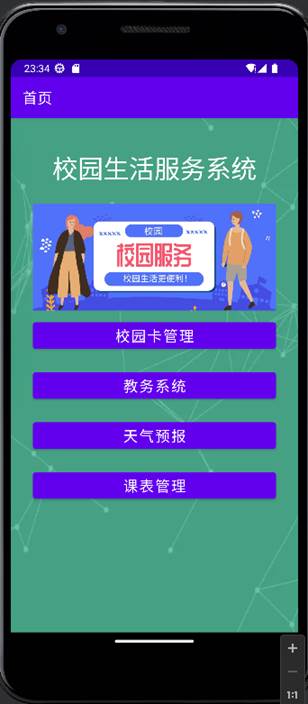 23:34
首页
校园生活服务系统
校园
xxxxx xxxxx
校园服务
校园生活更便利!
校园卡管理
教务系统
天气预报
课表管理
+
1:1